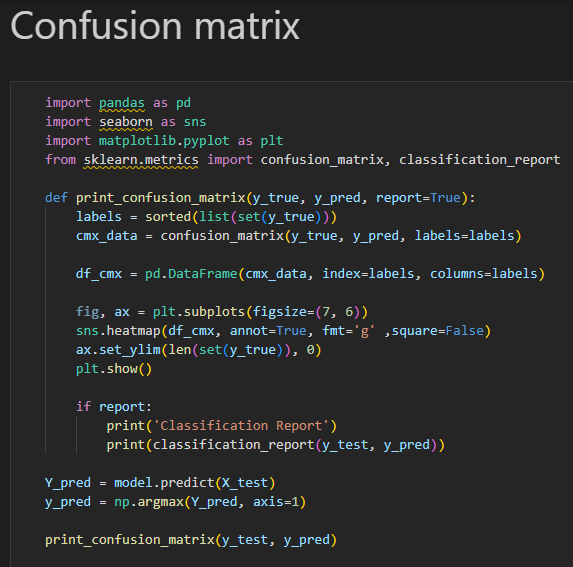 Confusion matrix
import pandas as pd
import seaborn as sns
import matplotlib.pyplot as plt
from sklearn.metrics import confusion_matrix, classification_report
def print_confusion_matrix(y_true, y_pred, report=True):
    labels = sorted(list(set(y_true)))
    cmx_data = confusion_matrix(y_true, y_pred, labels=labels)
    df_cmx = pd.DataFrame(cmx_data, index=labels, columns=labels)
    fig, ax = plt.subplots(figsize=(7, 6))
    sns.heatmap(df_cmx, annot=True, fmt='g' ,square=False)
    ax.set_ylim(len(set(y_true)), 0)
    plt.show()
    if report:
        print('Classification Report')
        print(classification_report(y_test, y_pred))
Y_pred = model.predict(X_test)
y_pred = np.argmax(Y_pred, axis=1)
print_confusion_matrix(y_test, y_pred)